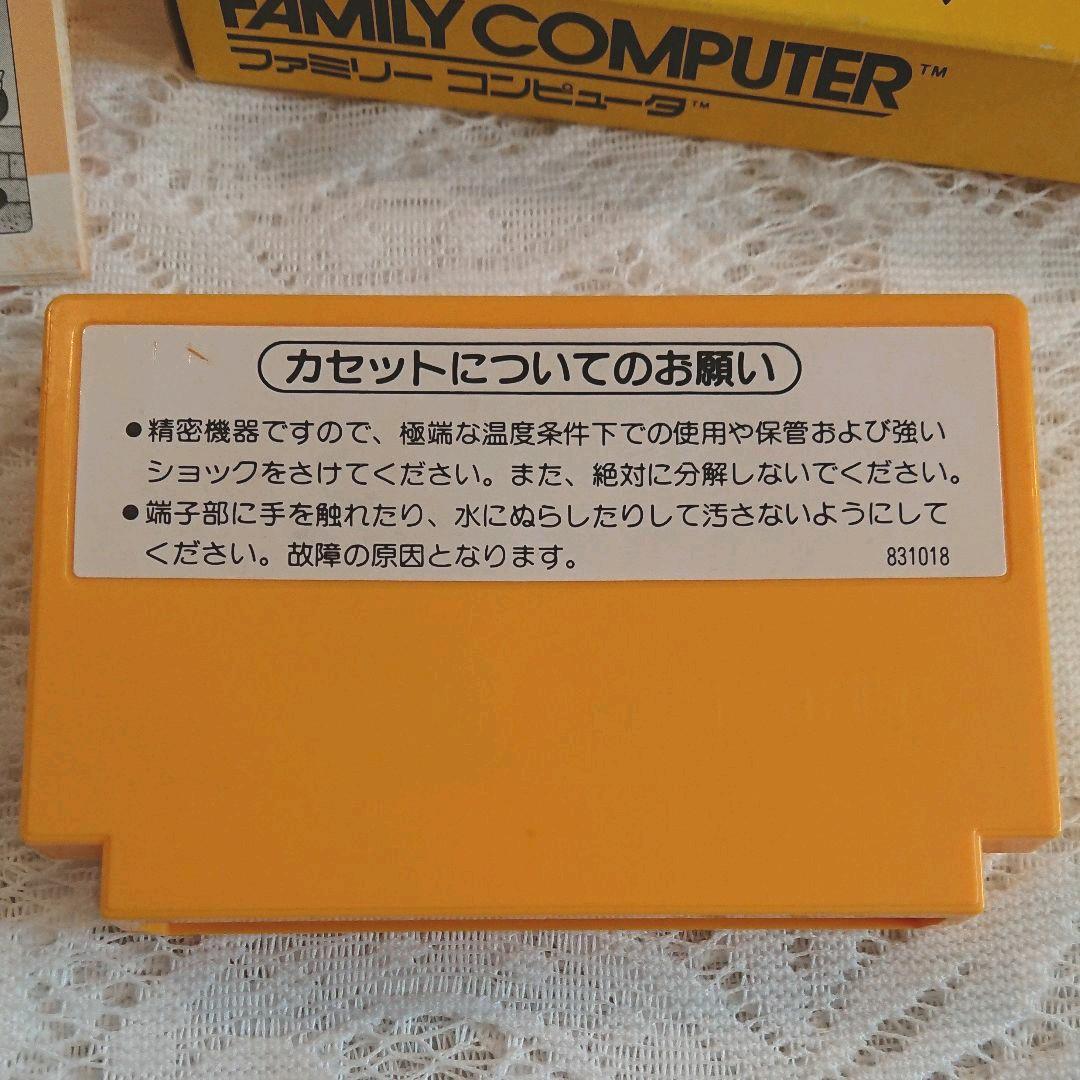 FAMILY COMPUTER™
ファミリー コンピュータ™
カセットについてのお願い
●精密機器ですので、極端な温度条件下での使用や保管および強い
ショックをさけてください。また、絶対に分解しないでください。
●端子部に手を触れたり、水にぬらしたりして汚さないようにして
ください。故障の原因となります。 831018